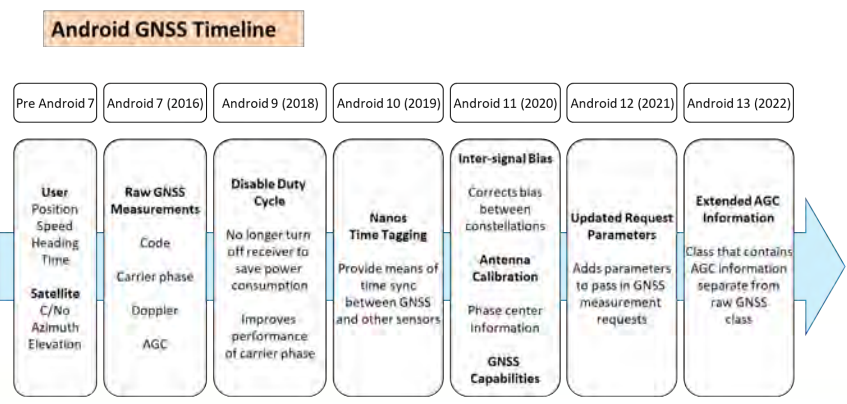 Android GNSS Timeline
Pre Android 7
Android 7 (2016)
Android 9 (2018)
Android 10 (2019)
Android 11 (2020)
Android 12 (2021)
Android 13 (2022)
User
Position
Speed
Heading
Time
Satellite
C/No
Azimuth
Elevation
Raw GNSS
Measurements
Code
Carrier phase
Doppler
AGC
Disable Duty
Cycle
No longer turn
off receiver to
save power
consumption
Improves
performance
of carrier phase
Nanos
Time Tagging
Provide means of
time sync
between GNSS
and other sensors
Inter-signal Bias
Corrects bias
between
constellations
Antenna
Calibration
Phase center
information
GNSS
Capabilities
Updated Request
Parameters
Adds parameters
to pass in GNSS
measurement
requests
Extended AGC
Information
Class that contains
AGC information
separate from
raw GNSS
class